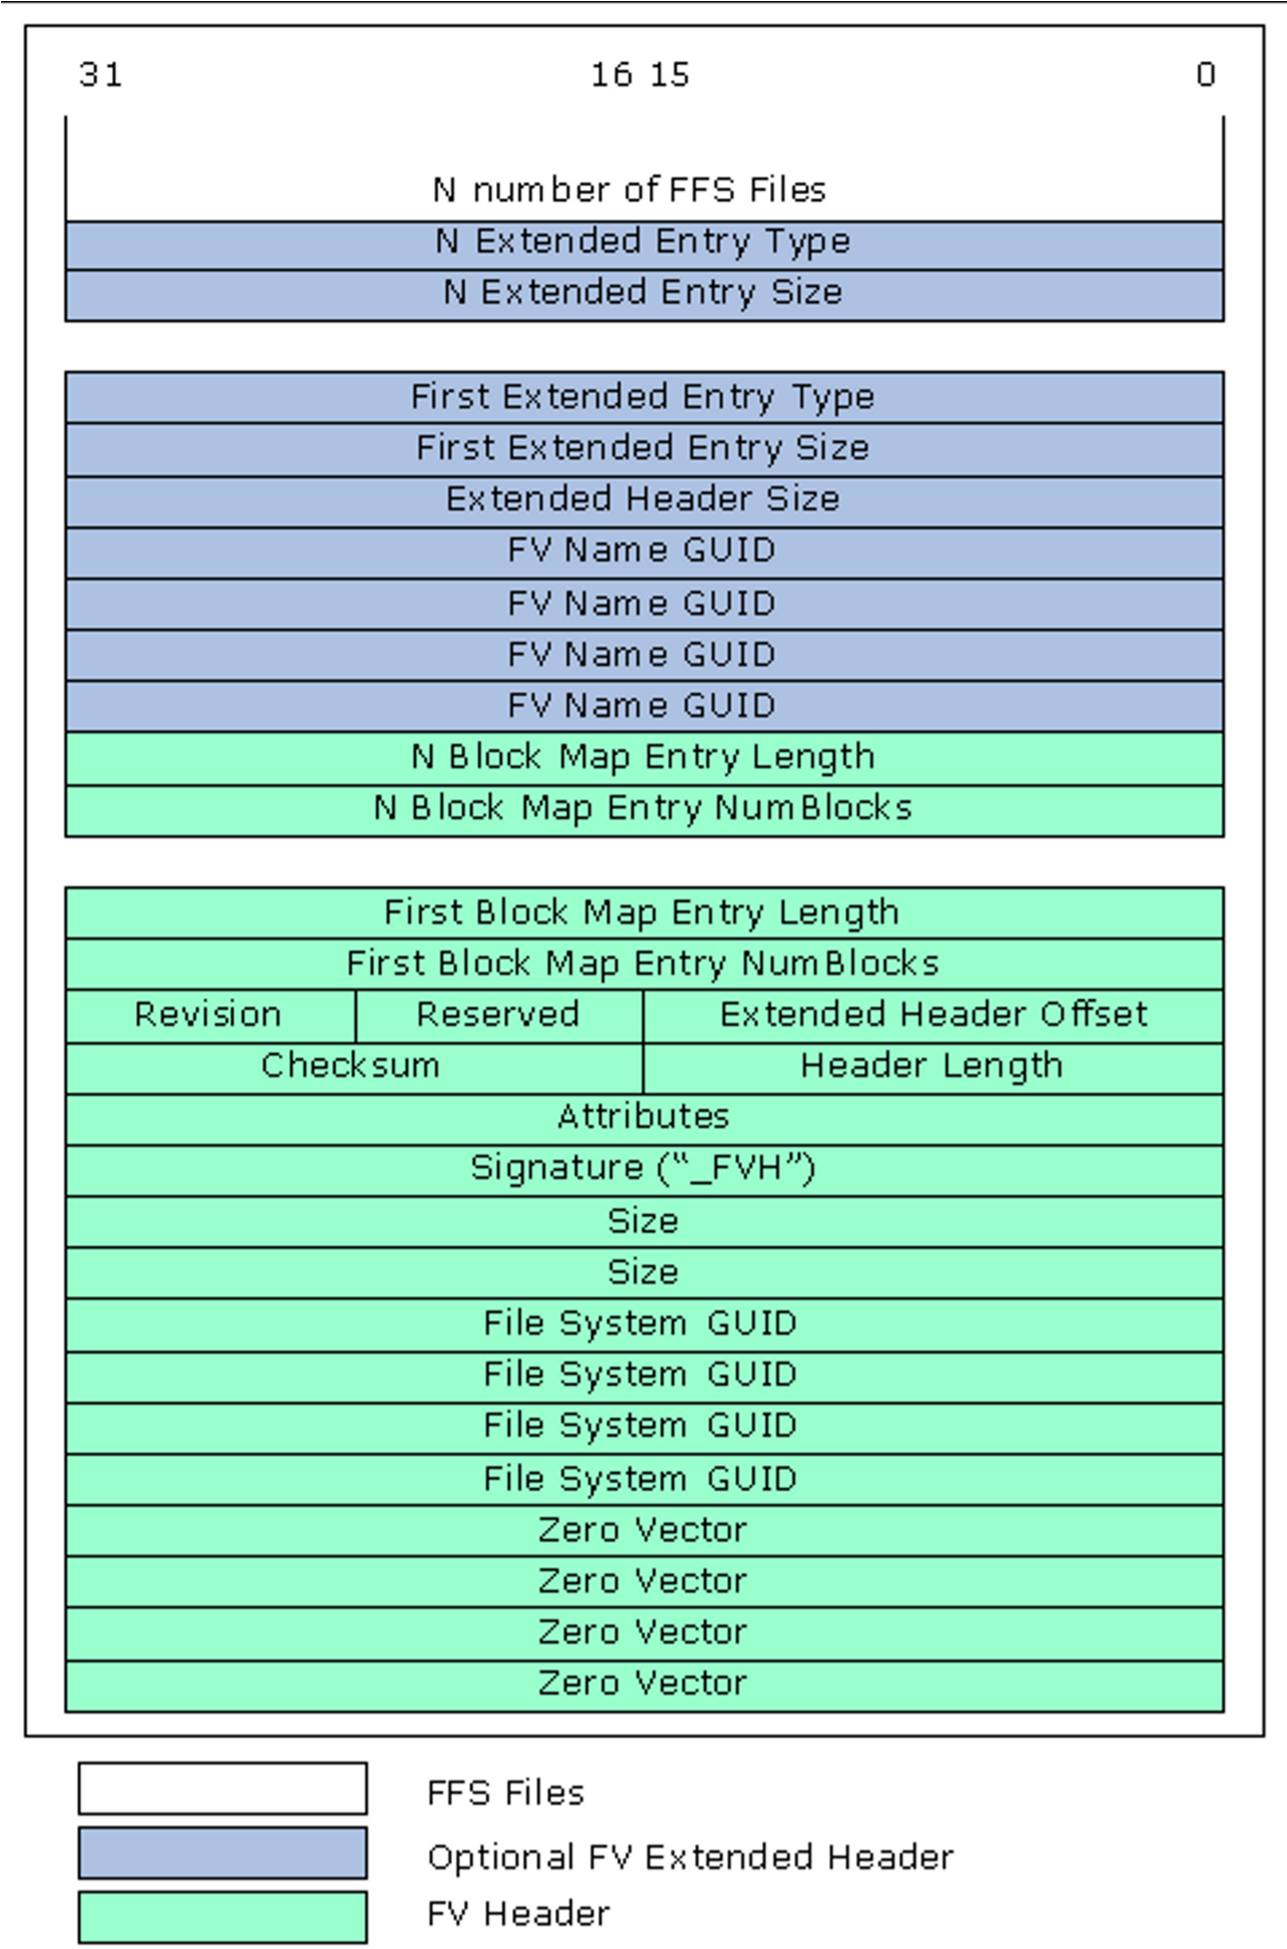 31 16 15 0
N number of FFS Files
N Extended Entry Type
N Extended Entry Size
First Extended Entry Type
First Extended Entry Size
Extended Header Size
FV Name GUID
FV Name GUID
FV Name GUID
FV Name GUID
N Block Map Entry Length
N Block Map Entry NumBlocks
First Block Map Entry Length
First Block Map Entry NumBlocks
Revision Reserved Extended Header Offset
Checksum Header Length
Attributes
Signature (“_FVH”)
Size
Size
File System GUID
File System GUID
File System GUID
File System GUID
Zero Vector
Zero Vector
Zero Vector
Zero Vector
FFS Files
Optional FV Extended Header
FV Header